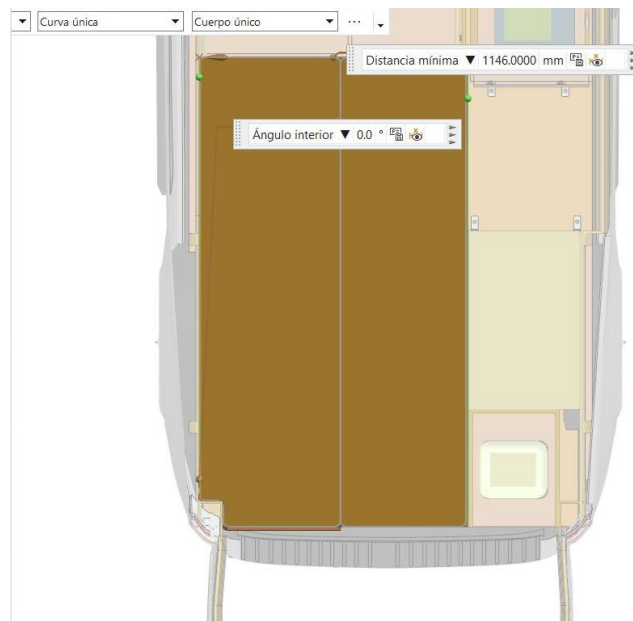 Curva única
Cuerpo único
Distancia mínima 1146.0000 mm
Ángulo interior 0.0 °